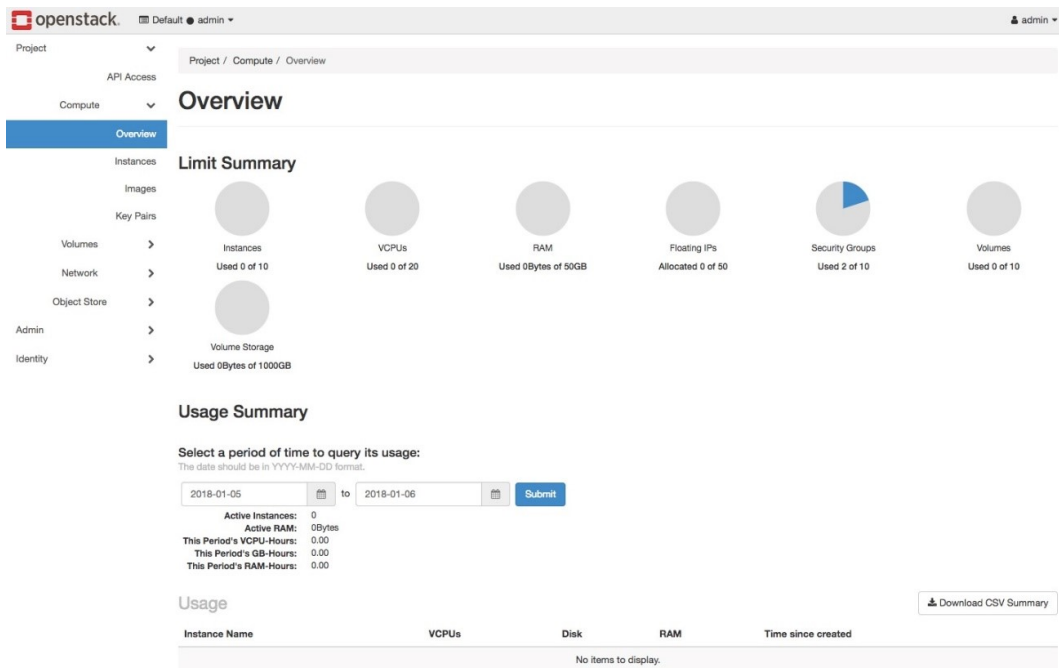 openstack. Default admin admin
Project
API Access
Compute
Overview
Instances
Images
Key Pairs
Volumes
Network
Object Store
Admin
Identity
Project / Compute / Overview
Overview
Limit Summary
Instances VCPUs RAM Floating IPs Security Groups Volumes
Used 0 of 10 Used 0 of 20 Used 0Bytes of 50GB Allocated 0 of 50 Used 2 of 10 Used 0 of 10
Volume Storage
Used 0Bytes of 1000GB
Usage Summary
Select a period of time to query its usage:
The date should be in YYYY-MM-DD format.
2018-01-05 to 2018-01-06 Submit
Active Instances: 0
Active RAM: 0Bytes
This Period's VCPU-Hours: 0.00
This Period's GB-Hours: 0.00
This Period's RAM-Hours: 0.00
Usage Download CSV Summary
Instance Name VCPUs Disk RAM Time since created
No items to display.